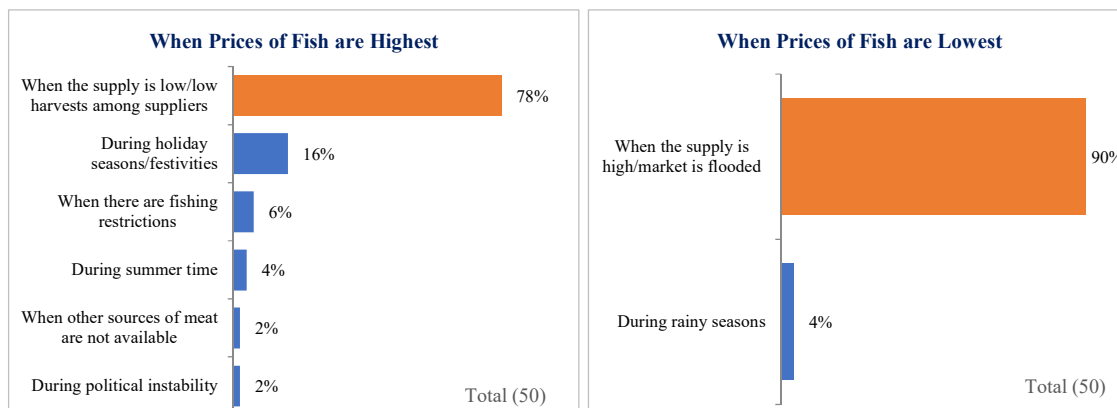 When Prices of Fish are Highest
When the supply is low/low
harvests among suppliers
78%
During holiday
seasons/festivities
16%
When there are fishing
restrictions
6%
During summer time
4%
When other sources of meat
are not available
2%
During political instability
2%
Total (50)
When Prices of Fish are Lowest
When the supply is
high/market is flooded
90%
During rainy seasons
4%
Total (50)